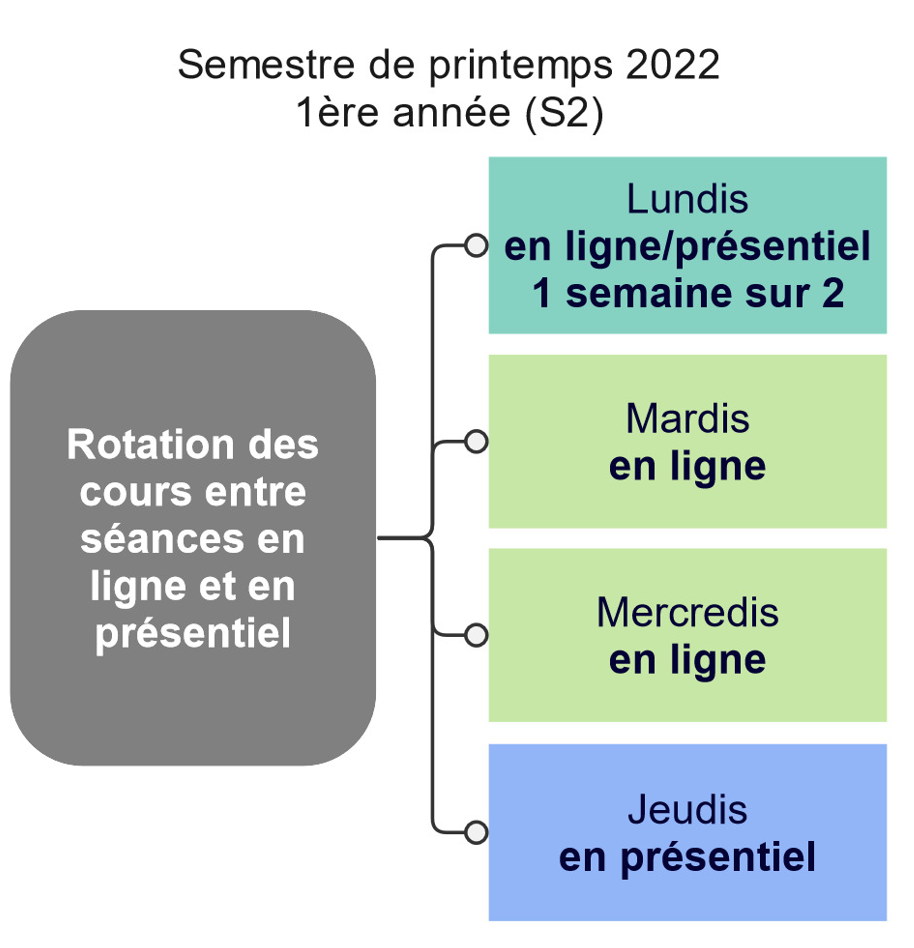 Semestre de printemps 2022
1ère année (S2)
Rotation des
cours entre
séances en
ligne et en
présentiel
Lundis
en ligne/présentiel
1 semaine sur 2
Mardis
en ligne
Mercredis
en ligne
Jeudis
en présentiel